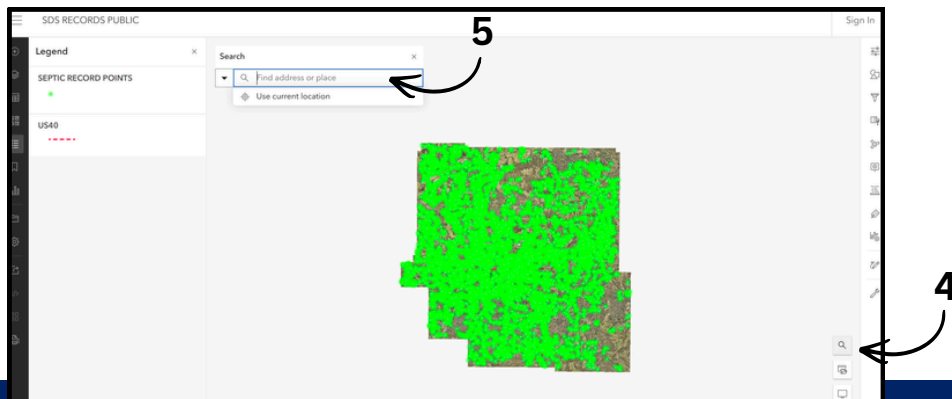 SDS RECORDS PUBLIC
Sign In
5
Legend
Search
Find address or place
Use current location
SEPTIC RECORD POINTS
US40
4